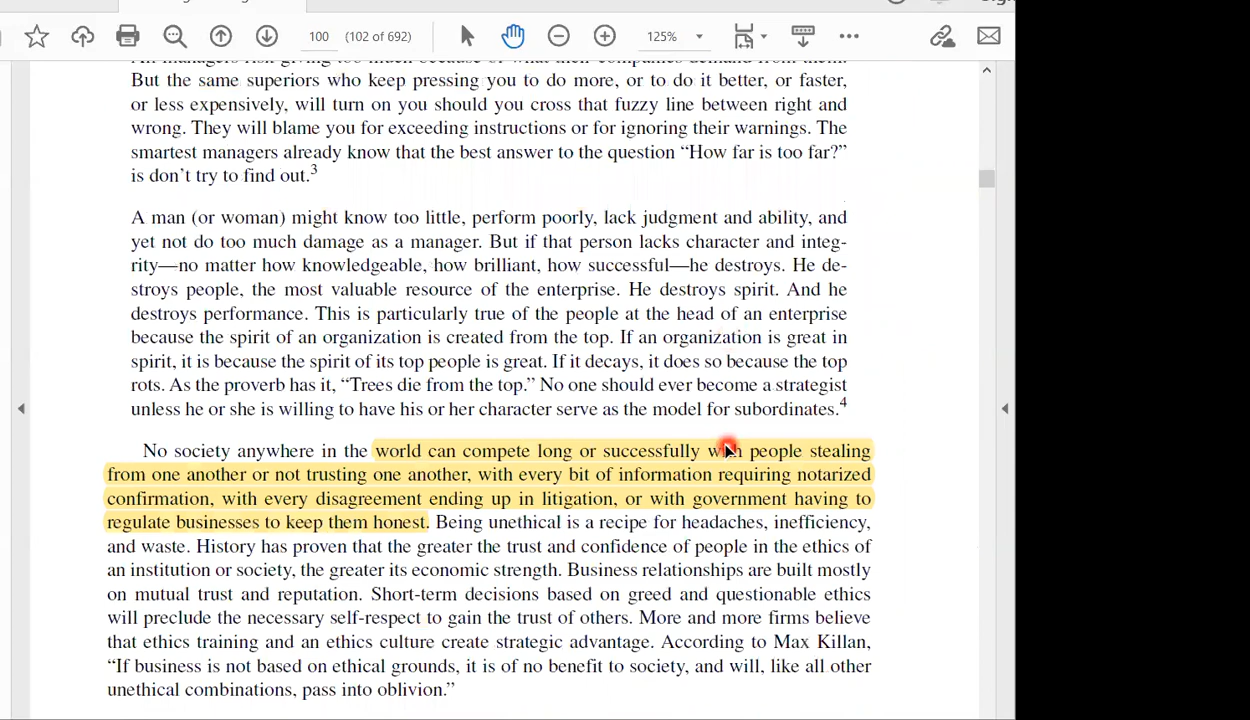 100 (102 of 692)
125%
But the same superiors who keep pressing you to do more, or to do it better, or faster,
or less expensively, will turn on you should you cross that fuzzy line between right and
wrong. They will blame you for exceeding instructions or for ignoring their warnings. The
smartest managers already know that the best answer to the question “How far is too far?”
is don’t try to find out.3
A man (or woman) might know too little, perform poorly, lack judgment and ability, and
yet not do too much damage as a manager. But if that person lacks character and integ-
rity—no matter how knowledgeable, how brilliant, how successful—he destroys. He de-
stroys people, the most valuable resource of the enterprise. He destroys spirit. And he
destroys performance. This is particularly true of the people at the head of an enterprise
because the spirit of an organization is created from the top. If an organization is great in
spirit, it is because the spirit of its top people is great. If it decays, it does so because the top
rots. As the proverb has it, “Trees die from the top.” No one should ever become a strategist
unless he or she is willing to have his or her character serve as the model for subordinates.4
No society anywhere in the world can compete long or successfully with people stealing
from one another or not trusting one another, with every bit of information requiring notarized
confirmation, with every disagreement ending up in litigation, or with government having to
regulate businesses to keep them honest. Being unethical is a recipe for headaches, inefficiency,
and waste. History has proven that the greater the trust and confidence of people in the ethics of
an institution or society, the greater its economic strength. Business relationships are built mostly
on mutual trust and reputation. Short-term decisions based on greed and questionable ethics
will preclude the necessary self-respect to gain the trust of others. More and more firms believe
that ethics training and an ethics culture create strategic advantage. According to Max Killan,
“If business is not based on ethical grounds, it is of no benefit to society, and will, like all other
unethical combinations, pass into oblivion.”